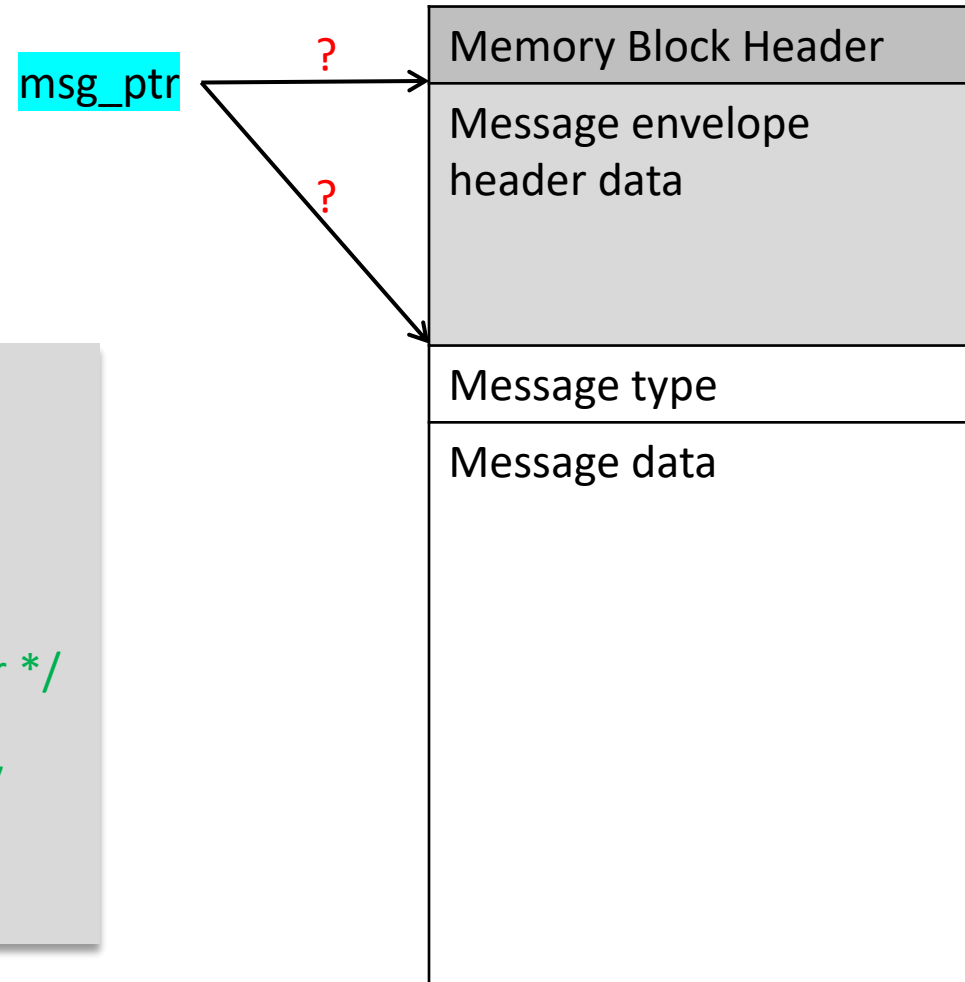 ?
Memory Block Header
msg_ptr
Message envelope
header data
?
Message type
Message data
*/